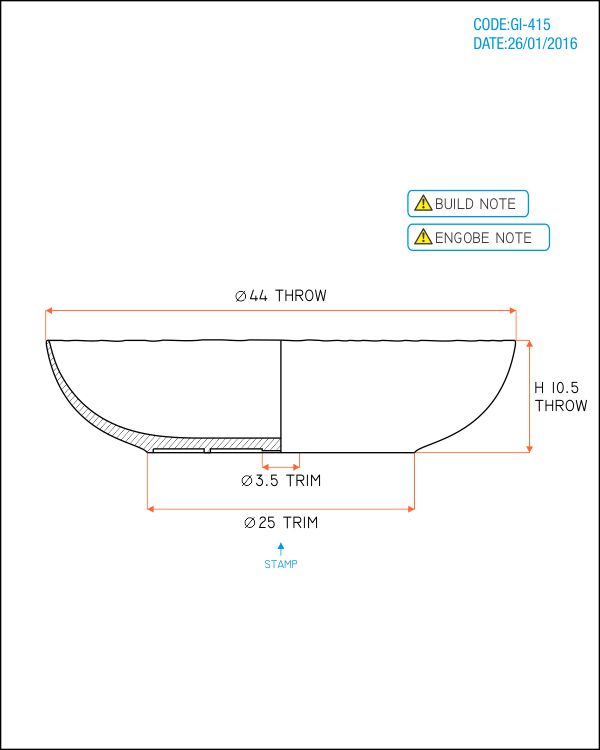 CODE:GI-415
DATE:26/01/2016
BUILD NOTE
ENGOBE NOTE
Ø44 THROW
H 10.5
THROW
Ø3.5 TRIM
Ø25 TRIM
STAMP